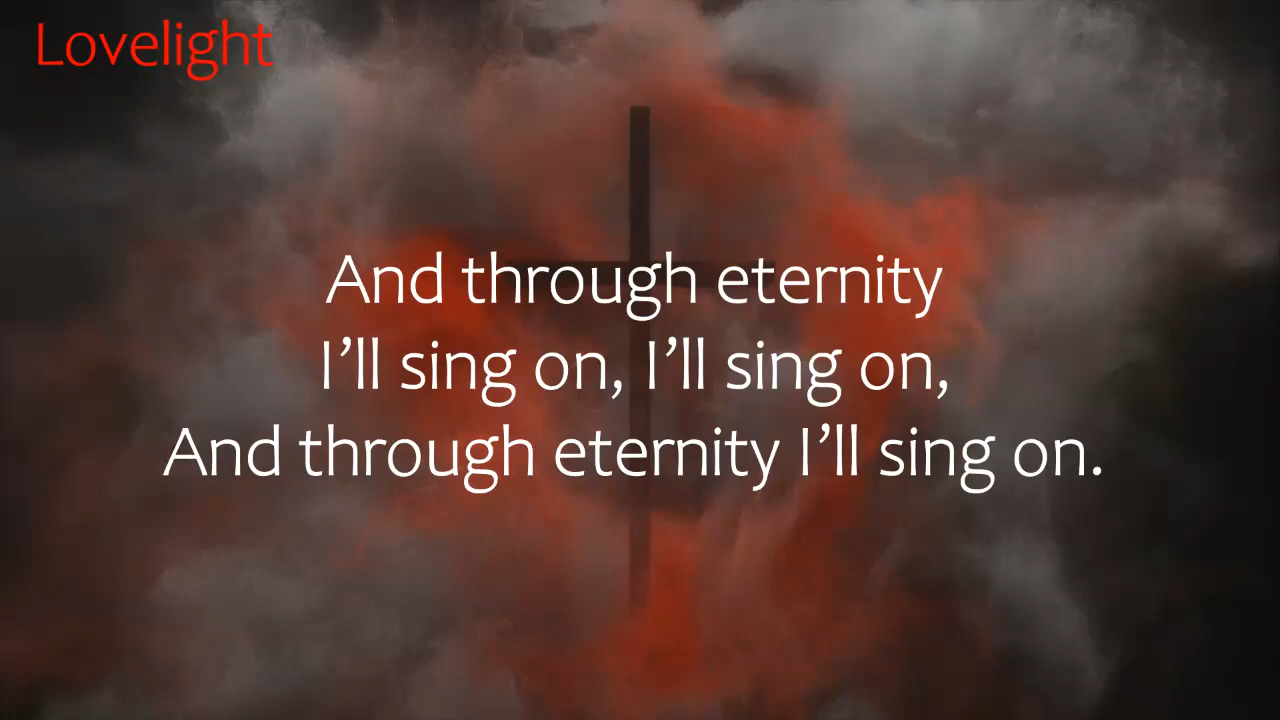 Lovelight
And through eternity
I’ll sing on, I’ll sing on,
And through eternity I’ll sing on.